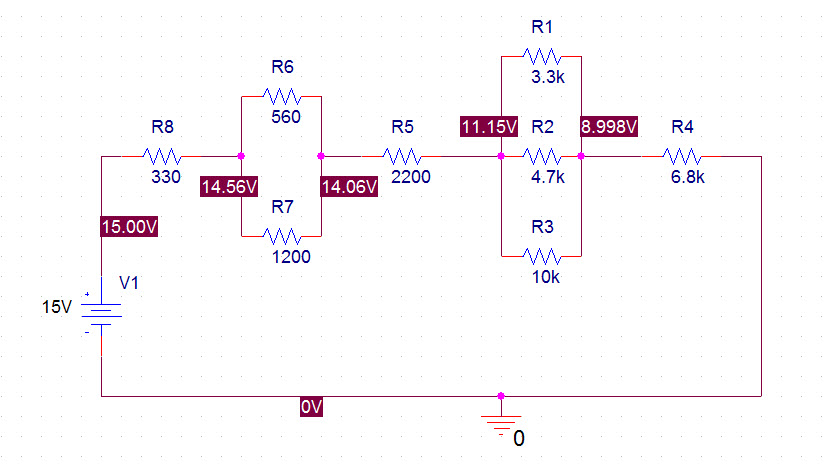 R1
3.3k
R6
560
11.15V
8.998V
R8
R5
R2
R4
330
14.56V
14.06V
2200
4.7k
6.8k
R7
1200
R3
10k
15.00V
V1
+
15V
-
0V
0